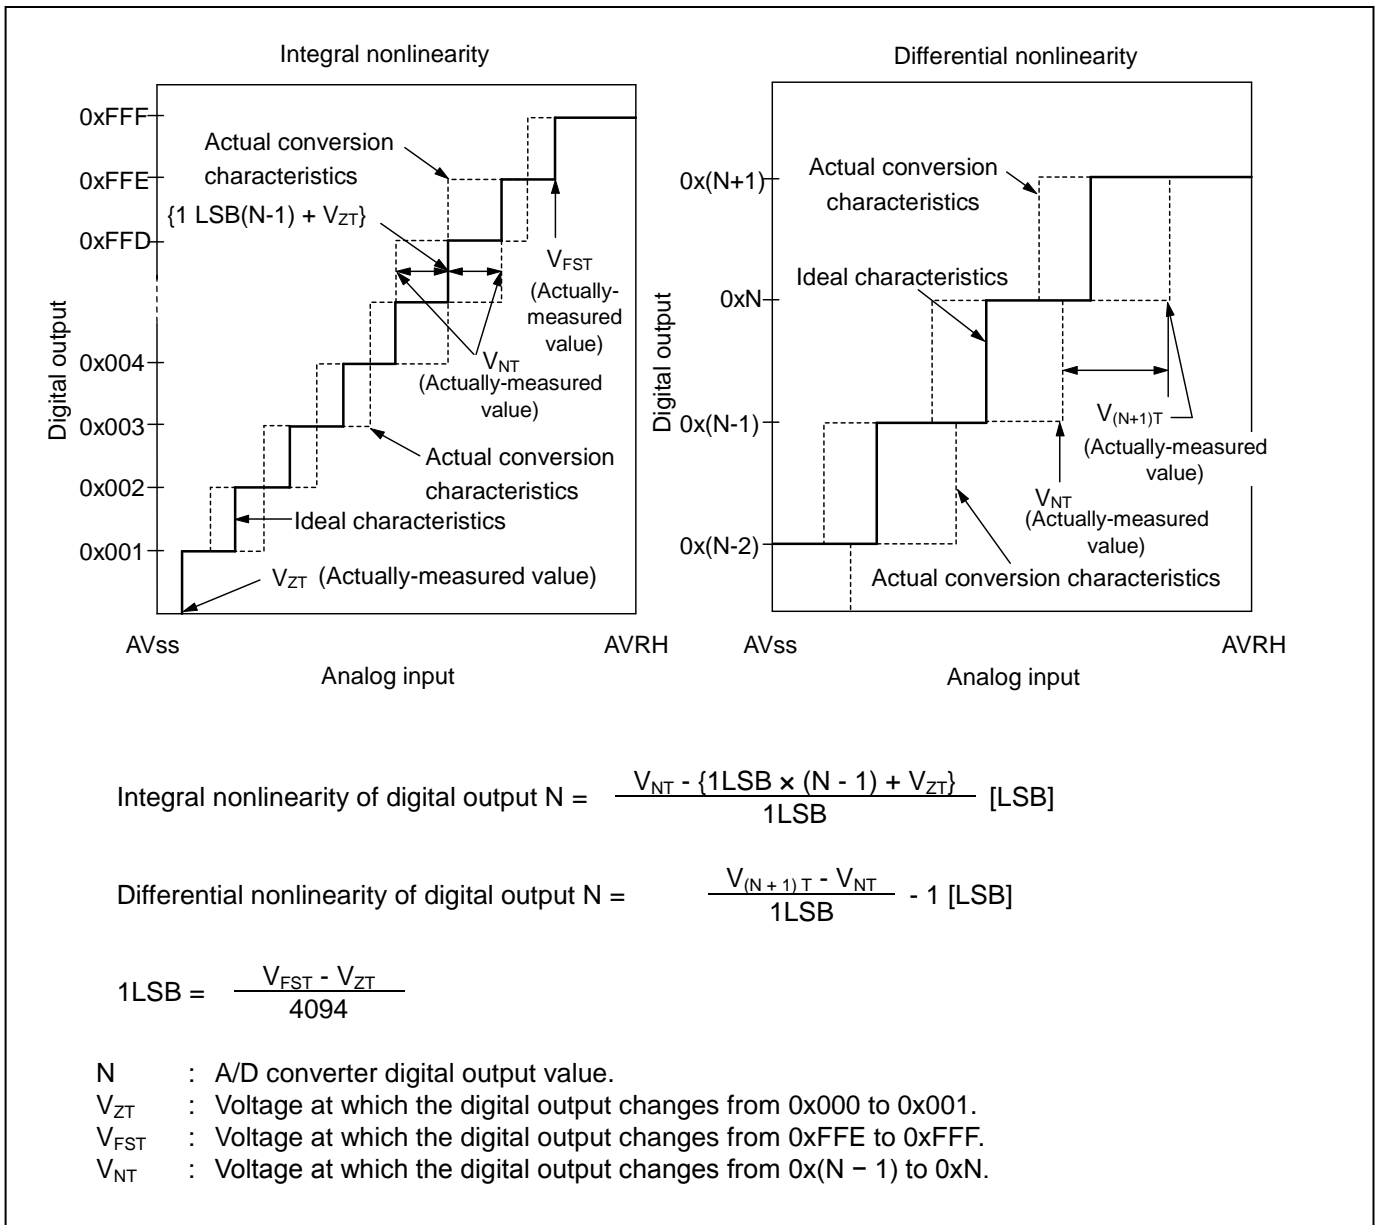 Integral nonlinearity
0xFFF
0xFFE
0xFFD
0x004
0x003
0x002
0x001
Digital output
Actual conversion
characteristics
{1 LSB(N-1) + VZT}
VFST
(Actually-
measured
value)
VNT
(Actually-measured
value)
Actual conversion
characteristics
Ideal characteristics
VZT (Actually-measured value)
AVss
AVRH
Analog input
Differential nonlinearity
0x(N+1)
0xN
0x(N-1)
0x(N-2)
Digital output
Actual conversion
characteristics
Ideal characteristics
V(N+1)T
(Actually-measured
value)
VNT
(Actually-measured
value)
Actual conversion characteristics
AVss
AVRH
Analog input
Integral nonlinearity of digital output N = VNT - {1LSB × (N - 1) + VZT} [LSB]
1LSB
Differential nonlinearity of digital output N = V(N + 1) T - VNT - 1 [LSB]
1LSB
1LSB = VFST - VZT
4094
N : A/D converter digital output value.
VZT : Voltage at which the digital output changes from 0x000 to 0x001.
VFST : Voltage at which the digital output changes from 0xFFE to 0xFFF.
VNT : Voltage at which the digital output changes from 0x(N − 1) to 0xN.